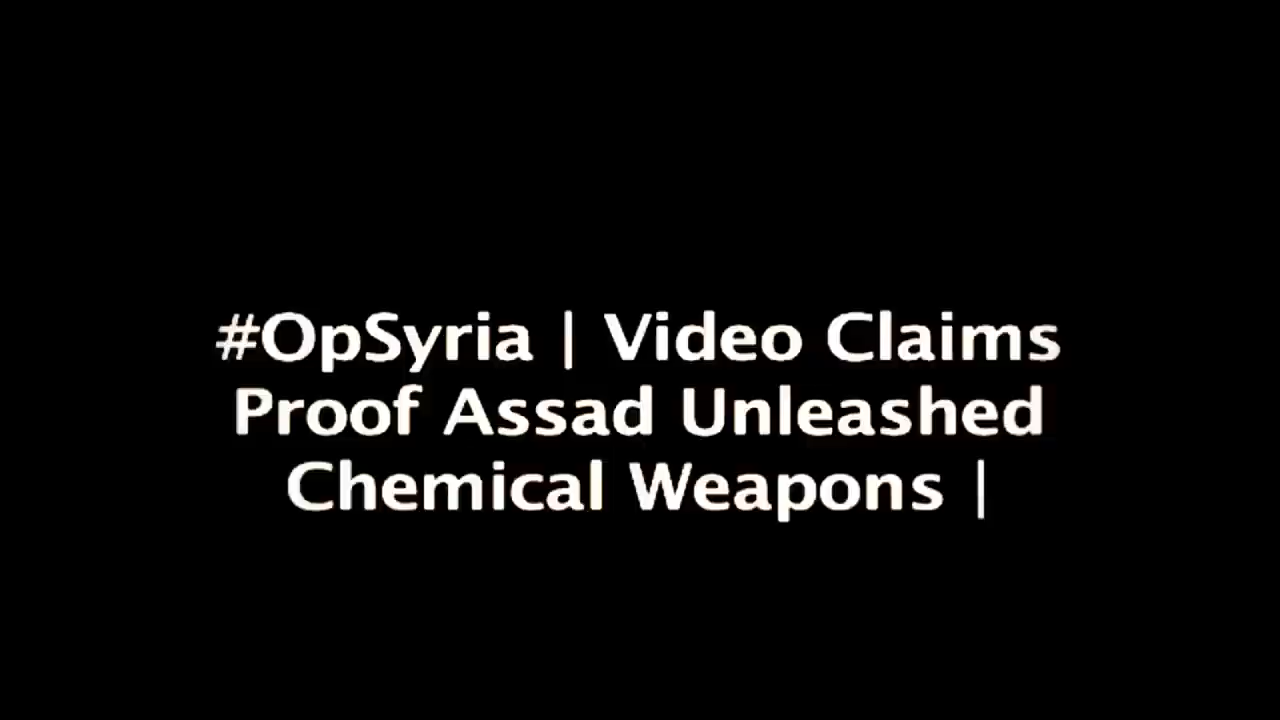 #OpSyria | Video Claims
Proof Assad Unleashed
Chemical Weapons |